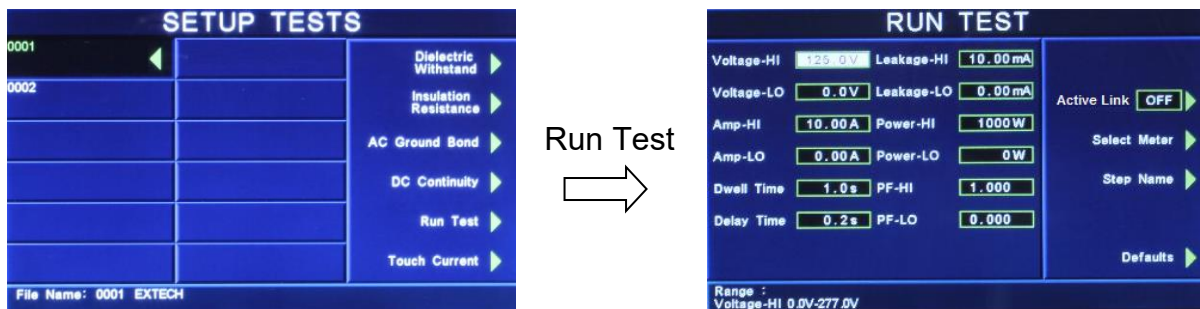 SETUP TESTS
0001
0002
Dielectric
Withstand
Insulation
Resistance
AC Ground Bond
DC Continuity
Run Test
Touch Current
File Name: 0001 EXTECH
Run Test
RUN TEST
Voltage-HI 125.0V Leakage-HI 10.00mA
Voltage-LO 0.0V Leakage-LO 0.00mA
Amp-HI 10.00A Power-HI 1000W
Amp-LO 0.00A Power-LO 0W
Dwell Time 1.0s PF-HI 1.000
Delay Time 0.2s PF-LO 0.000
Active Link OFF
Select Meter
Step Name
Defaults
Range :
Voltage-HI 0.0V-277.0V